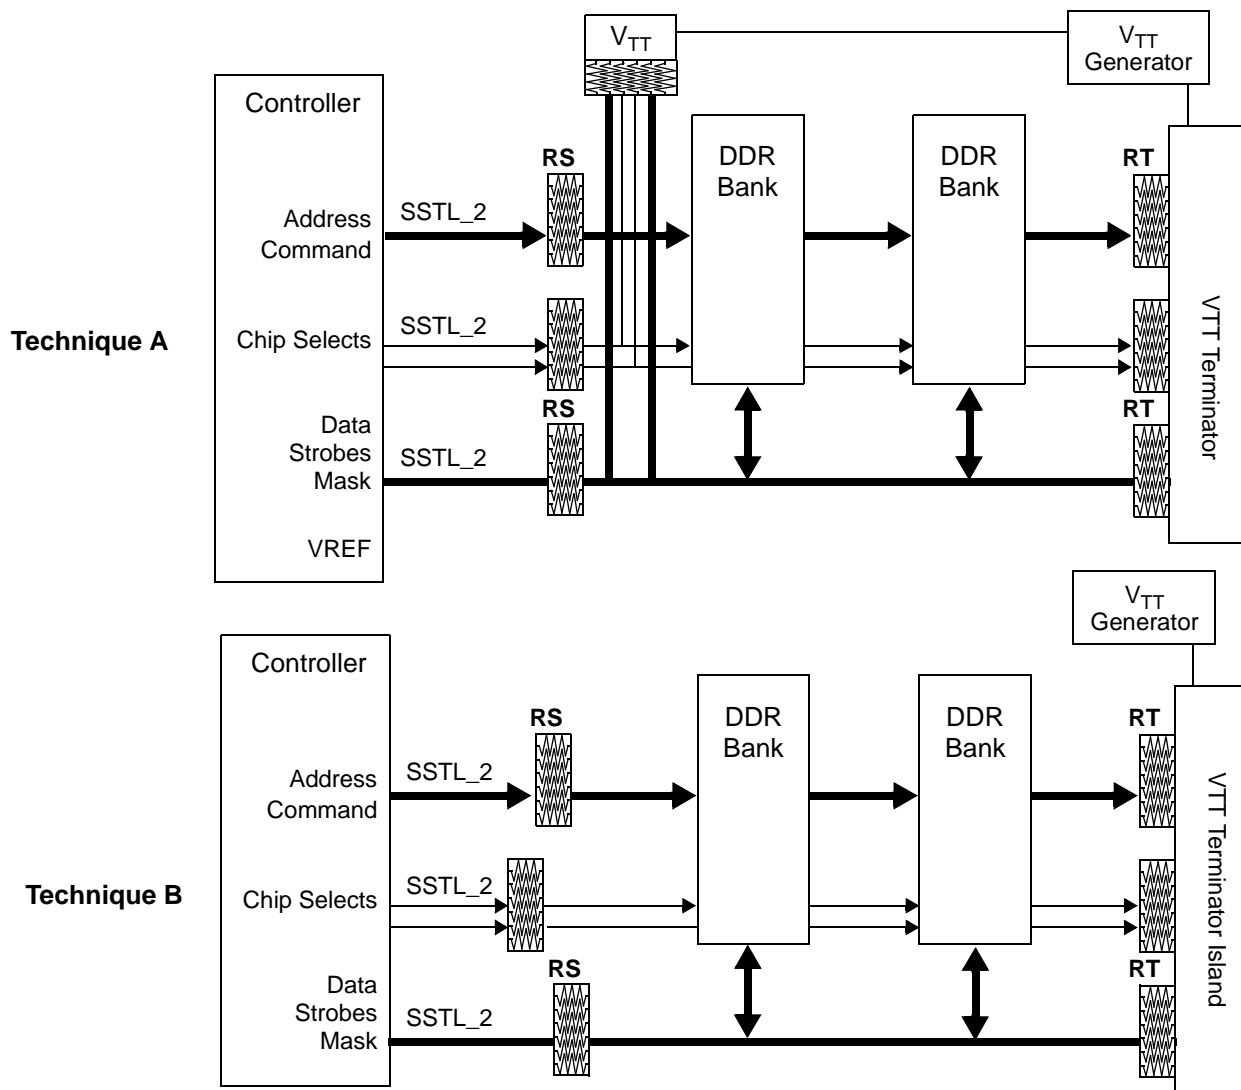 VTT
VTT
Generator
Controller
RS
DDR
Bank
DDR
Bank
RT
Address
Command
SSTL_2
Technique A
Chip Selects
SSTL_2
VTT Terminator
RS
RT
Data
Strobes
Mask
SSTL_2
VREF
VTT
Generator
Controller
RS
DDR
Bank
DDR
Bank
RT
Address
Command
SSTL_2
Technique B
Chip Selects
SSTL_2
VTT Terminator Island
RS
RT
Data
Strobes
Mask
SSTL_2